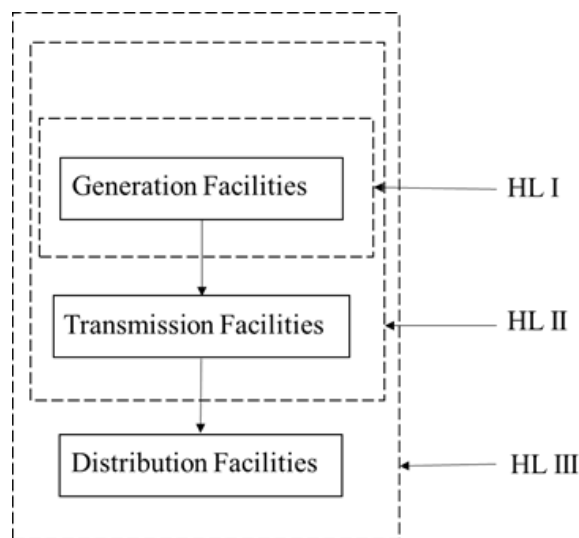 Generation Facilities
HL I
Transmission Facilities
HL II
Distribution Facilities
HL III